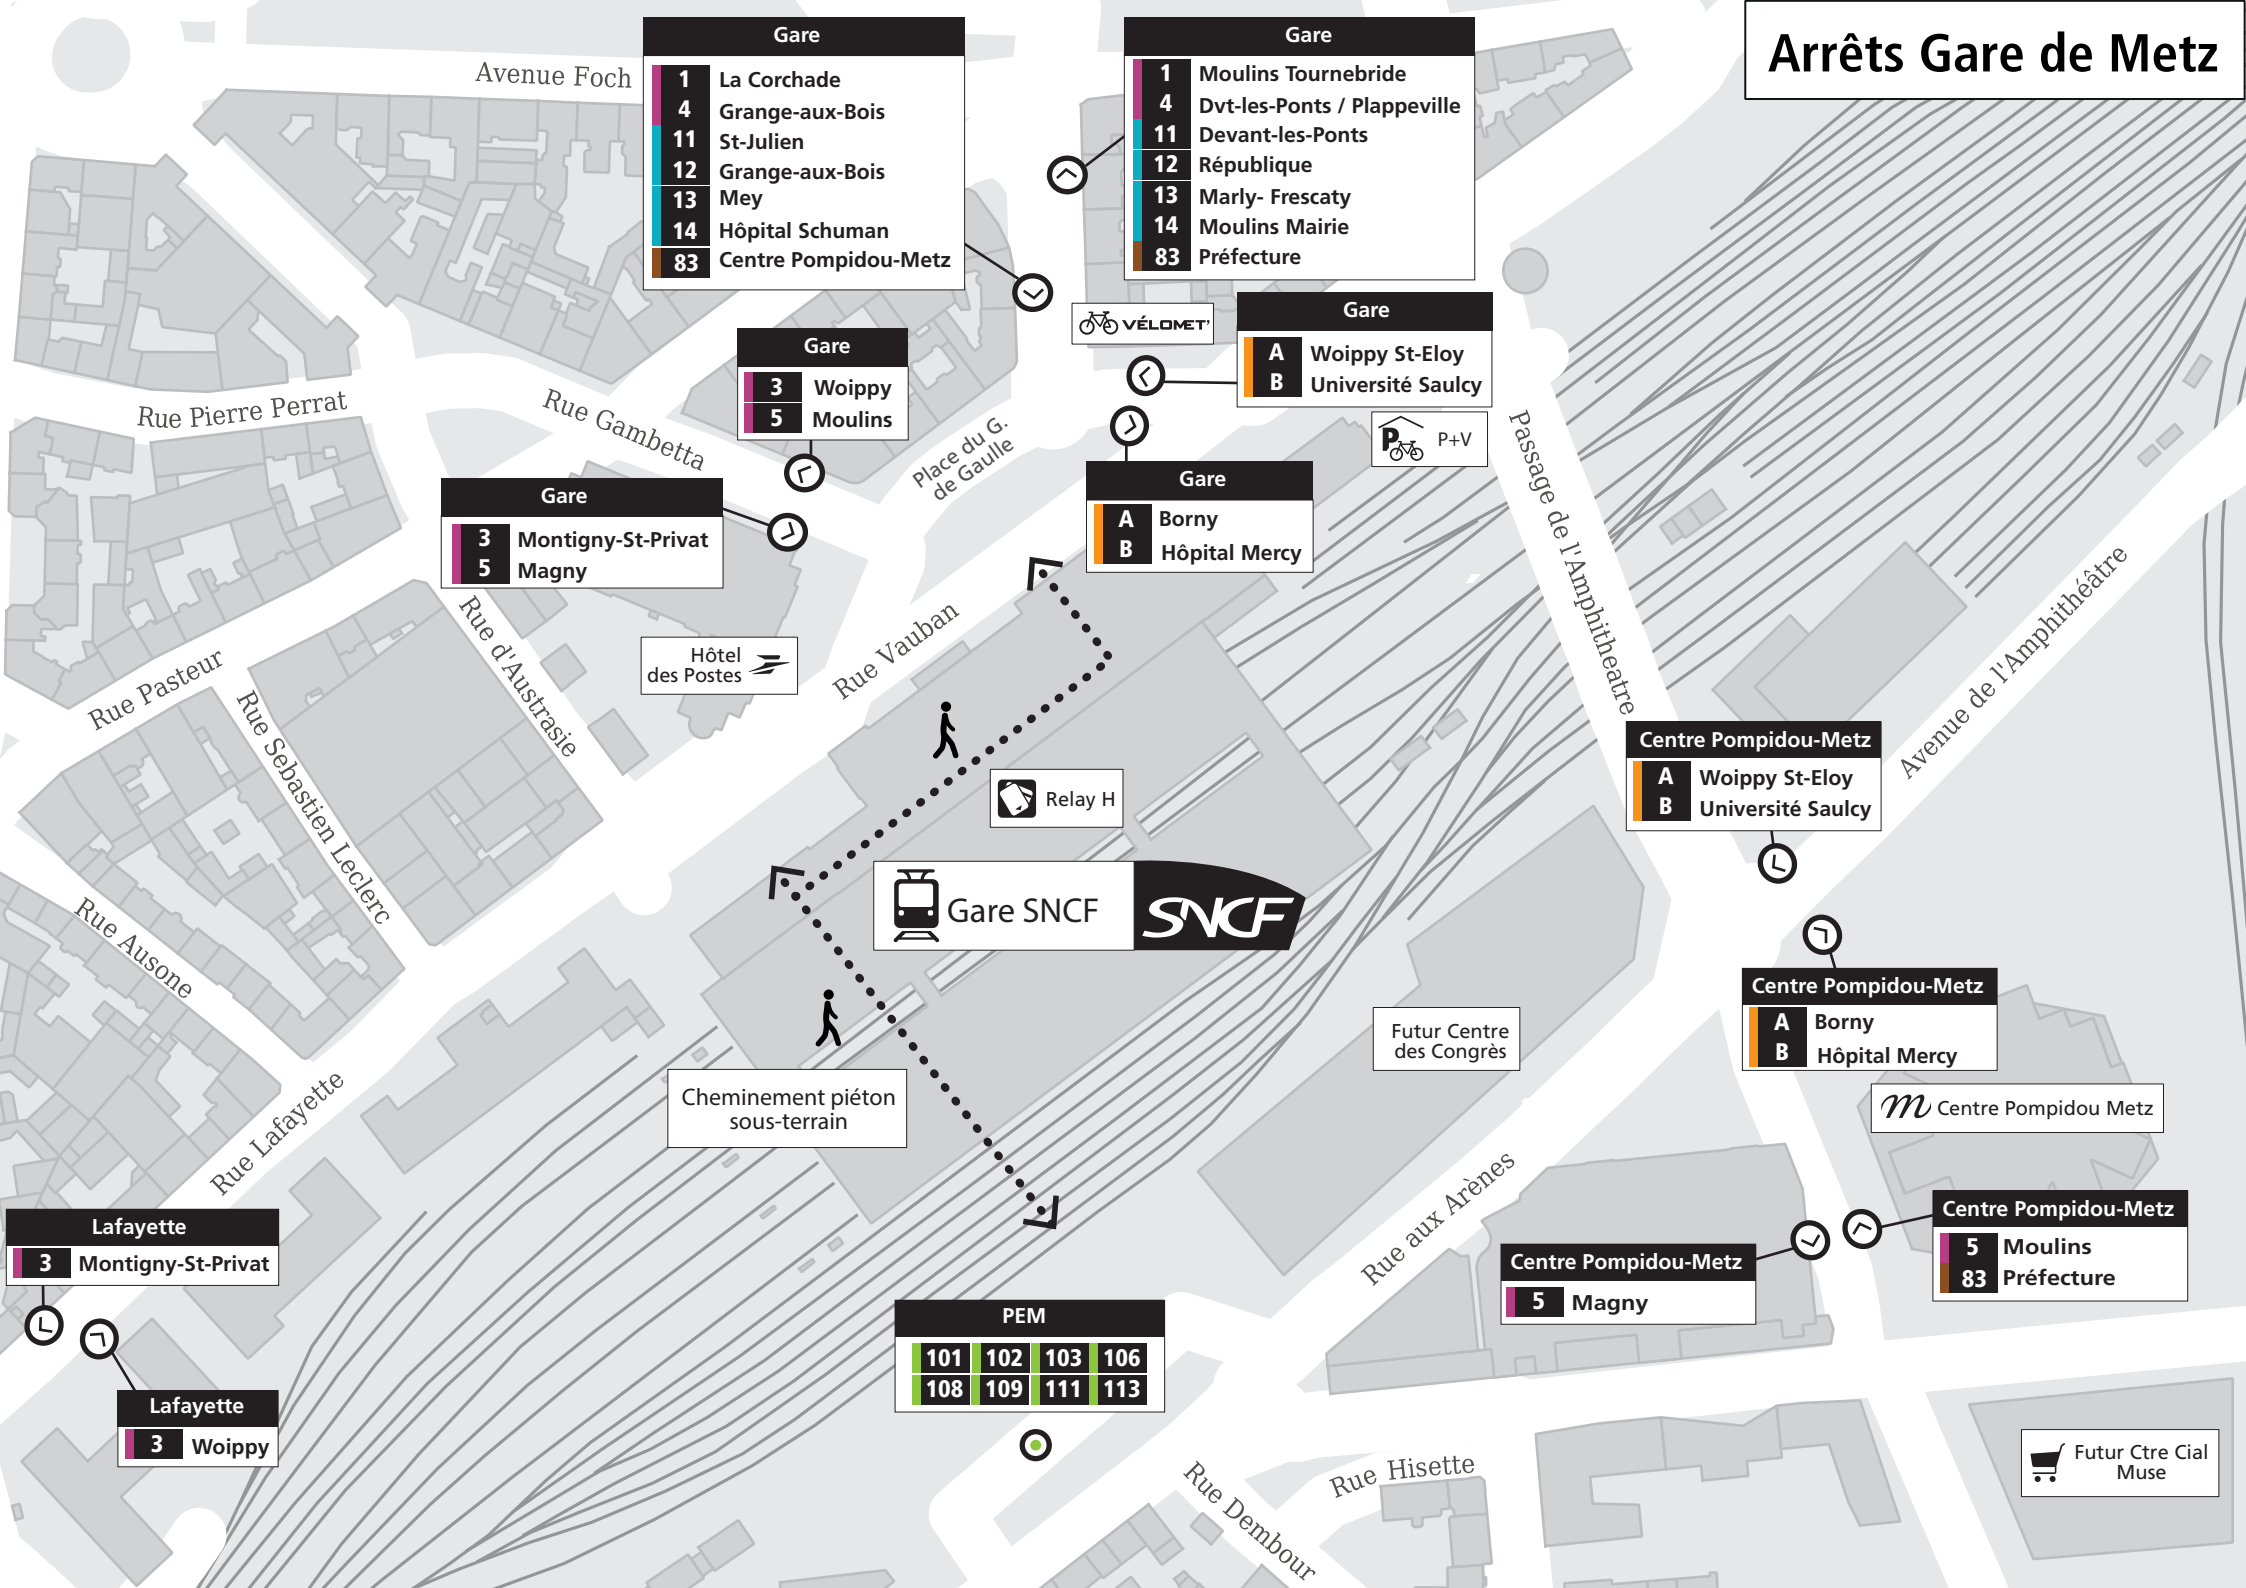 Arrêts Gare de Metz
Avenue Foch
Gare
1 La Corchade
4 Grange-aux-Bois
11 St-Julien
12 Grange-aux-Bois
13 Mey
14 Hôpital Schuman
83 Centre Pompidou-Metz
Gare
1 Moulins Tournebride
4 Dvt-les-Ponts / Plappeville
11 Devant-les-Ponts
12 République
13 Marly- Frescaty
14 Moulins Mairie
83 Préfecture
VÉLOMET'
Gare
A Woippy St-Eloy
B Université Saulcy
P P+V
Gare
3 Woippy
5 Moulins
Rue Pierre Perrat
Rue Gambetta
Place du G.
de Gaulle
Gare
A Borny
B Hôpital Mercy
Gare
3 Montigny-St-Privat
5 Magny
Passage de l'Amphitheatre
Avenue de l'Amphithéâtre
Rue Pasteur
Rue Sebastien Leclerc
Rue d'Austrasie
Hôtel
des Postes
Rue Vauban
Relay H
Gare SNCF
SNCF
Centre Pompidou-Metz
A Woippy St-Eloy
B Université Saulcy
Rue Ausone
Centre Pompidou-Metz
A Borny
B Hôpital Mercy
Futur Centre
des Congrès
m Centre Pompidou Metz
Cheminement piéton
sous-terrain
Rue Lafayette
Rue aux Arènes
Lafayette
3 Montigny-St-Privat
Centre Pompidou-Metz
5 Magny
Centre Pompidou-Metz
5 Moulins
83 Préfecture
PEM
101 102 103 106
108 109 111 113
Lafayette
3 Woippy
Rue Dembour
Rue Hisette
Futur Ctre Cial
Muse